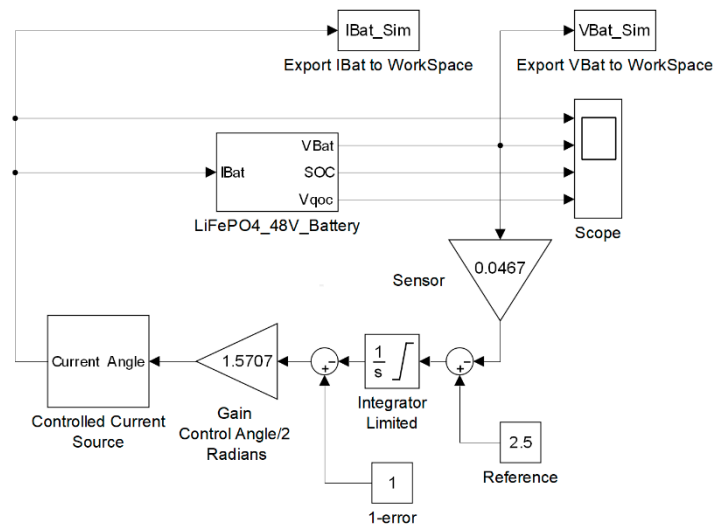 IBat_Sim
VBat_Sim
Export IBat to WorkSpace
Export VBat to WorkSpace
VBat
IBat
SOC
Vqoc
LiFePO4_48V_Battery
Scope
0.0467
Sensor
Current Angle
1.5707
+
-
1
s
+
-
Controlled Current
Source
Gain
Control Angle/2
Radians
Integrator
Limited
2.5
Reference
1
1-error